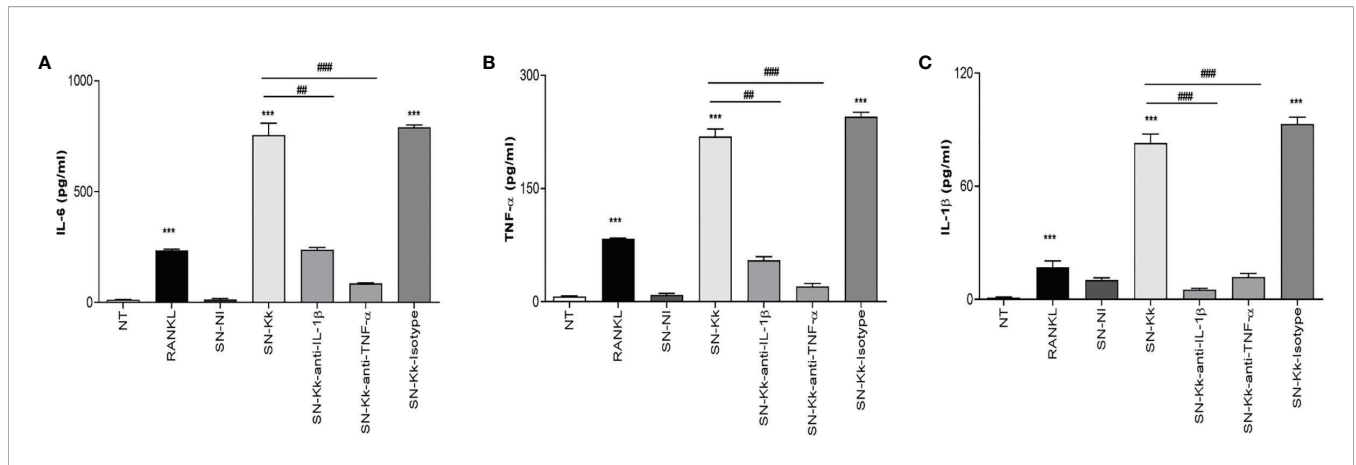 A
IL-6 (pg/ml)
1000
500
0
***
***
##
###
***
NT
RANKL
SN-NI
SN-Kk
SN-Kk-anti-IL-1β
SN-Kk-anti-TNF-α
SN-Kk-Isotype
B
TNF-α (pg/ml)
300
150
0
***
***
##
###
***
NT
RANKL
SN-NI
SN-Kk
SN-Kk-anti-IL-1β
SN-Kk-anti-TNF-α
SN-Kk-Isotype
C
IL-1β (pg/ml)
120
60
0
***
***
###
###
***
NT
RANKL
SN-NI
SN-Kk
SN-Kk-anti-IL-1β
SN-Kk-anti-TNF-α
SN-Kk-Isotype